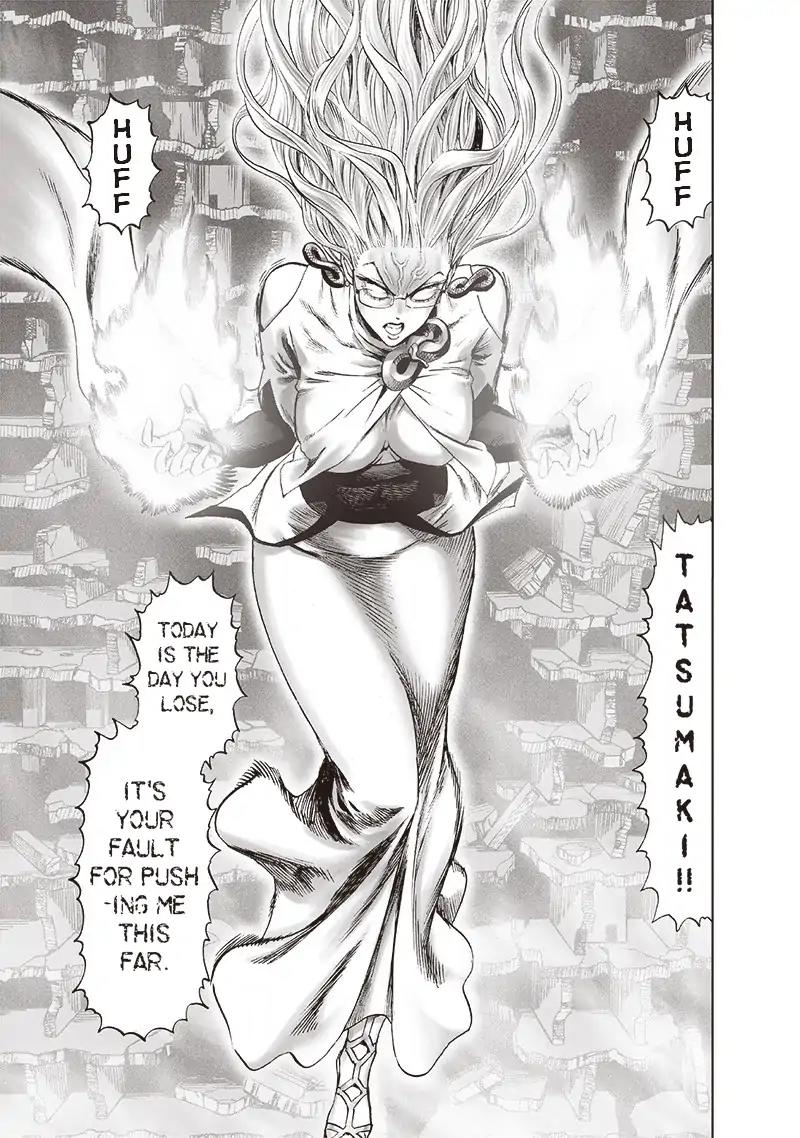 HUFF
TATSUMAKI!!
HUFF
TODAY
IS THE
DAY YOU
LOSE,
IT'S
YOUR
FAULT
FOR PUSH
-ING ME
THIS
FAR.